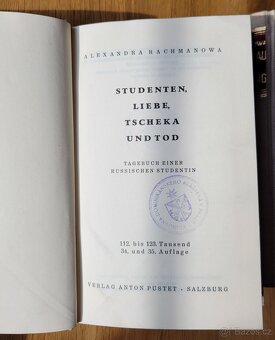 ALEXANDRA RACHMANOWA
STUDENTEN,
LIEBE,
TSCHEKA
UND TOD
TAGEBUCH EINER
RUSSISCHEN STUDENTIN
112. bis 123. Tausend
34. und 35. Auflage
VERLAG ANTON PUSTET · SALZBURG